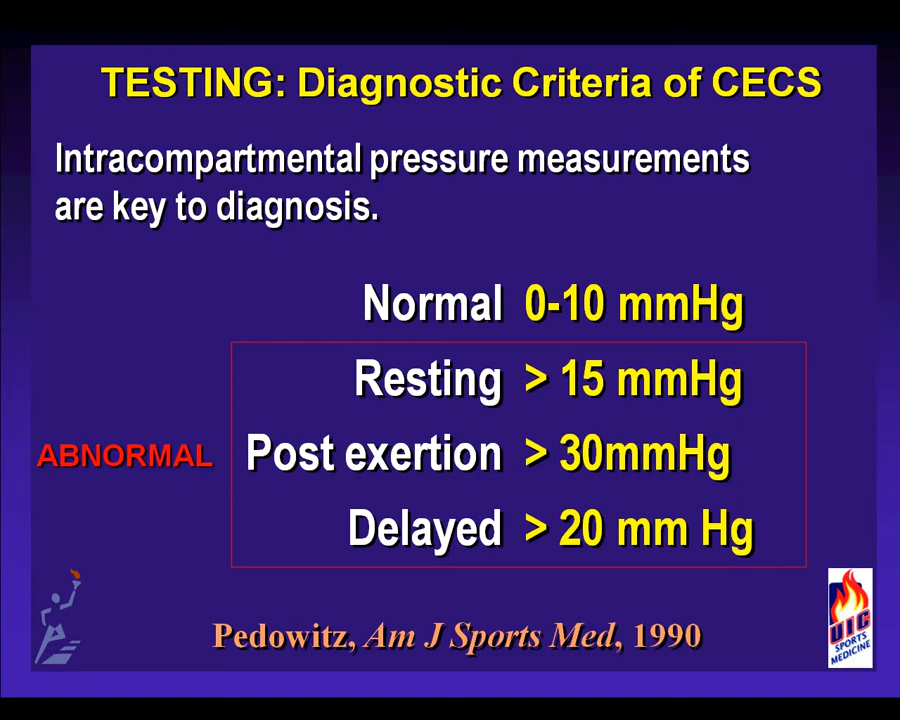 TESTING: Diagnostic Criteria of CECS
Intracompartmental pressure measurements
are key to diagnosis.
Normal 0-10 mmHg
Resting > 15 mmHg
ABNORMAL Post exertion > 30mmHg
Delayed > 20 mm Hg
Pedowitz, Am J Sports Med, 1990
UIC
SPORTS
MEDICINE